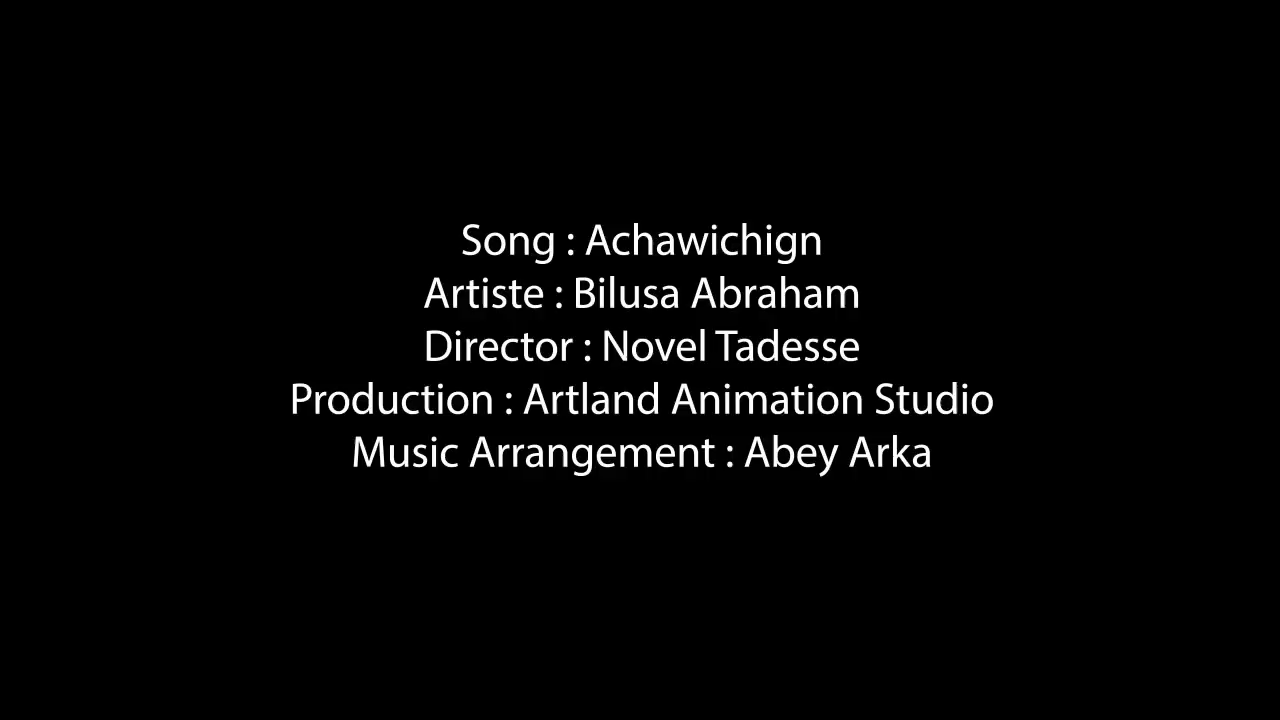 Song : Achawichign
Artiste : Bilusa Abraham
Director : Novel Tadesse
Production : Artland Animation Studio
Music Arrangement : Abey Arka